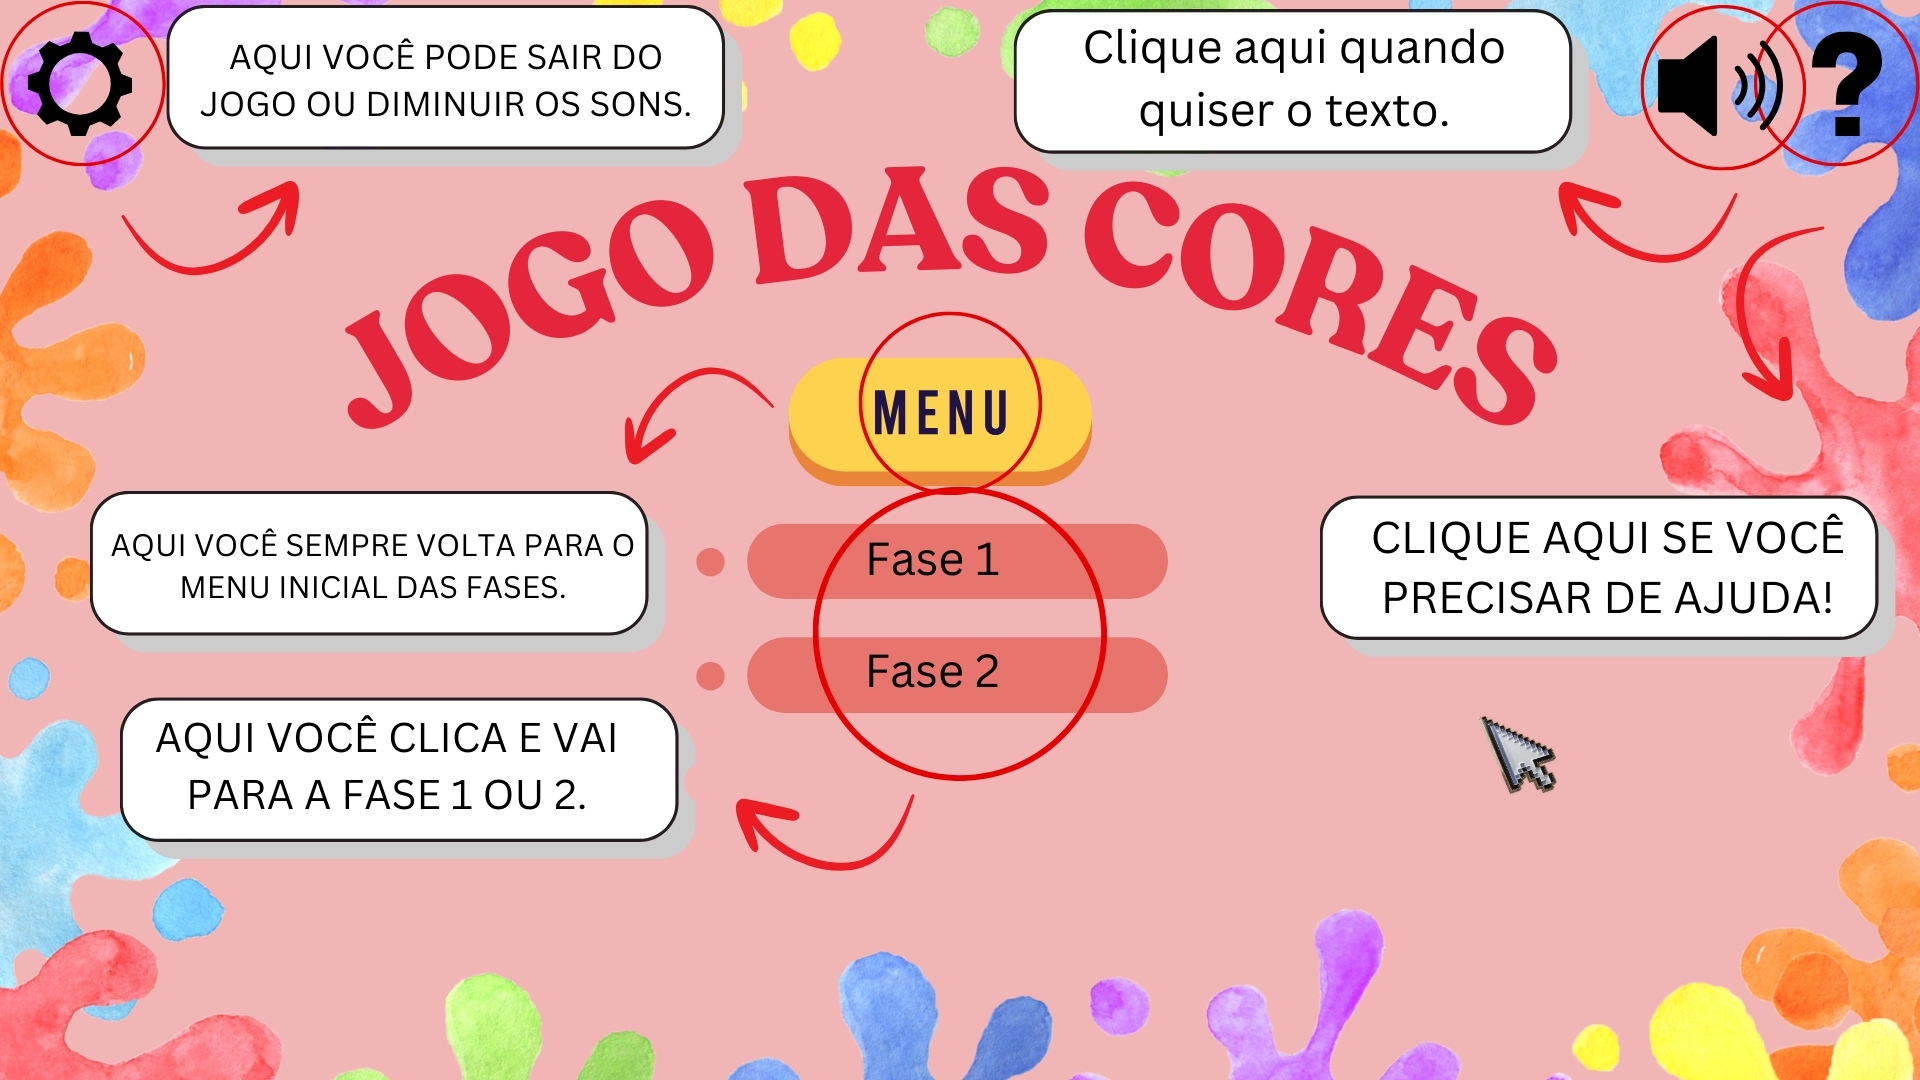 AQUI VOCÊ PODE SAIR DO
JOGO OU DIMINUIR OS SONS.
Clique aqui quando
quiser o texto.
?
JOGO DAS CORES
MENU
AQUI VOCÊ SEMPRE VOLTA PARA O
MENU INICIAL DAS FASES.
Fase 1
Fase 2
CLIQUE AQUI SE VOCÊ
PRECISAR DE AJUDA!
AQUI VOCÊ CLICA E VAI
PARA A FASE 1 OU 2.